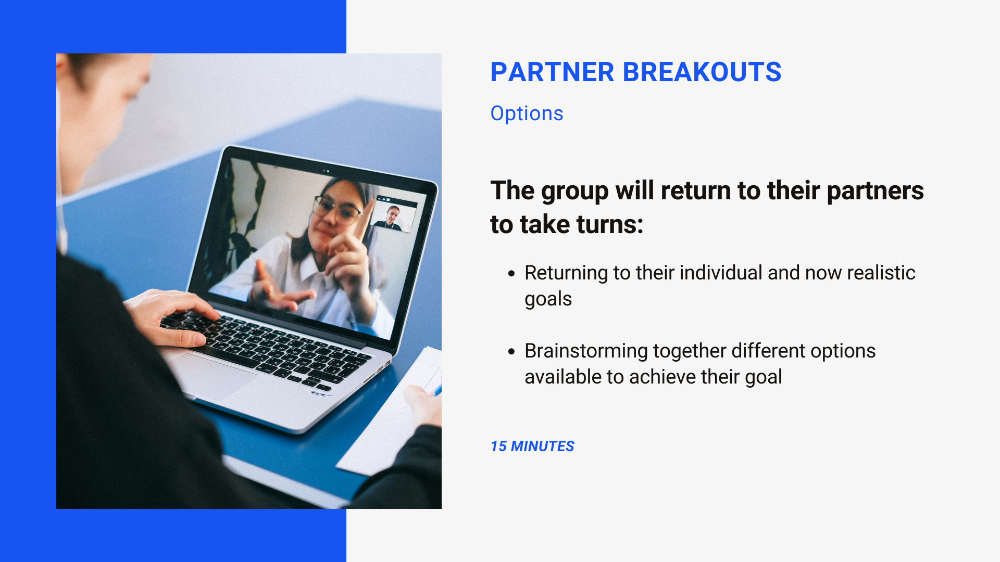 PARTNER BREAKOUTS
Options
The group will return to their partners
to take turns:
• Returning to their individual and now realistic
goals
• Brainstorming together different options
available to achieve their goal
15 MINUTES